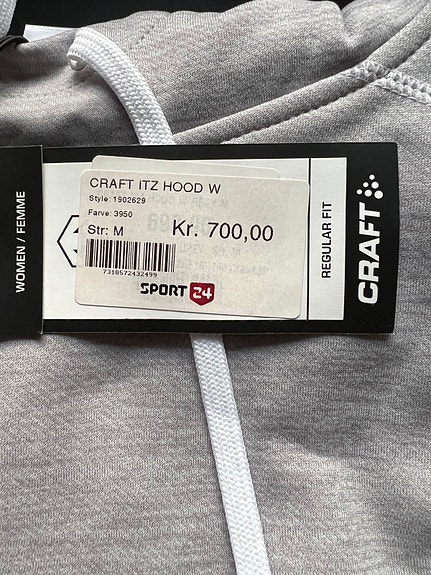 WOMEN / FEMME
CRAFT ITZ HOOD W
Style: 1902629
Farve: 3950
Str: M
Kr. 700,00
7318572432499
SPORT 24
REGULAR FIT
CRAFT